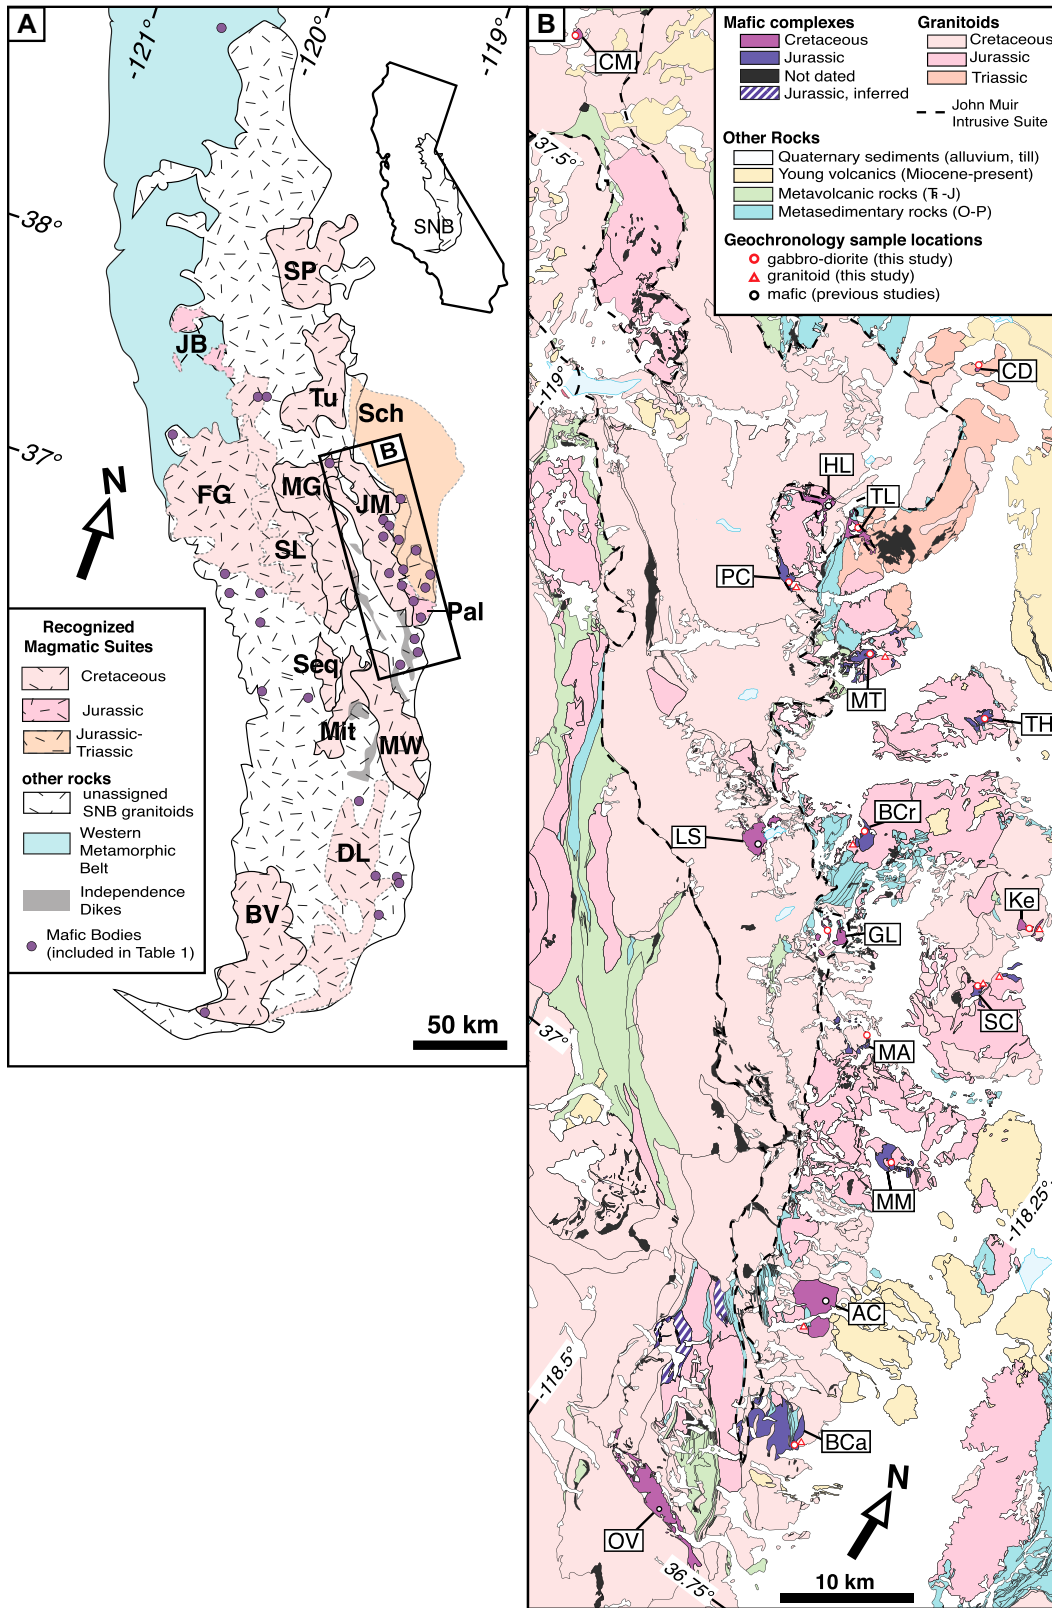 A
-121°
-120°
-119°
38°
37°
SNB
SP
JB
Tu
Sch
B
FG
MG
JM
SL
N
Pal
Seq
Mit
MW
DL
BV
Recognized
Magmatic Suites
Cretaceous
Jurassic
Jurassic-
Triassic
other rocks
unassigned
SNB granitoids
Western
Metamorphic
Belt
Independence
Dikes
Mafic Bodies
(included in Table 1)
50 km
B
Mafic complexes
Cretaceous
Jurassic
Not dated
Jurassic, inferred
Granitoids
Cretaceous
Jurassic
Triassic
John Muir
Intrusive Suite
Other Rocks
Quaternary sediments (alluvium, till)
Young volcanics (Miocene-present)
Metavolcanic rocks (Ŧ-J)
Metasedimentary rocks (O-P)
Geochronology sample locations
gabbro-diorite (this study)
granitoid (this study)
mafic (previous studies)
CM
37.5°
-119°
CD
HL
TL
PC
MT
TH
LS
BCr
Ke
GL
SC
37°
MA
MM
-118.25°
AC
-118.5°
BCa
N
OV
36.75°
10 km